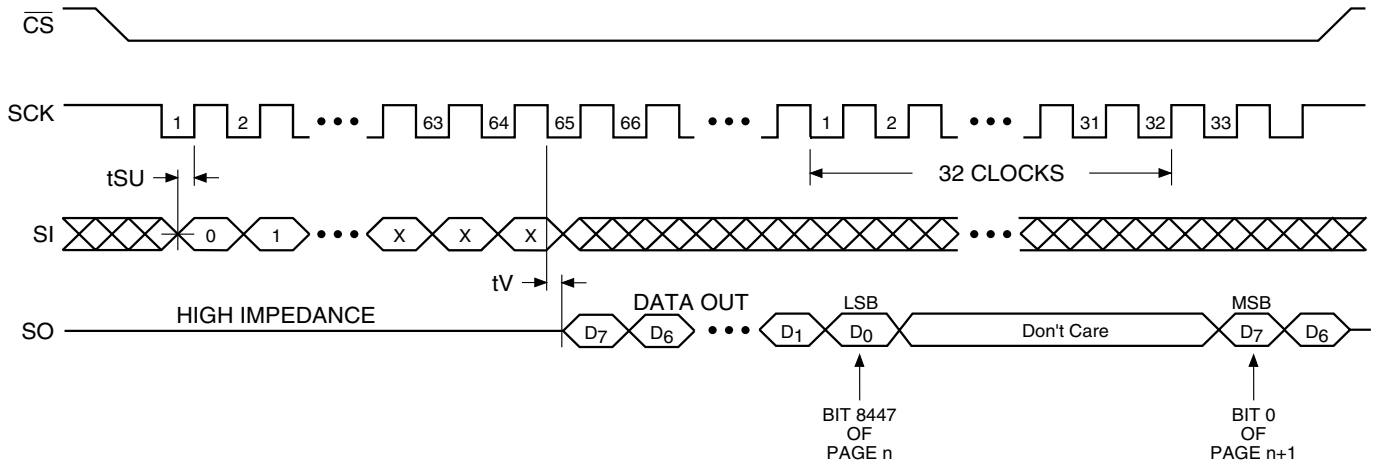 CS
SCK
1 2 ••• 63 64 65 66 ••• 1 2 ••• 31 32 33
tSU
32 CLOCKS
SI
0 1 ••• X X X •••
tV
HIGH IMPEDANCE
DATA OUT
LSB
MSB
SO
D7 D6 ••• D1 D0 Don't Care D7 D6
BIT 8447
OF
PAGE n
BIT 0
OF
PAGE n+1